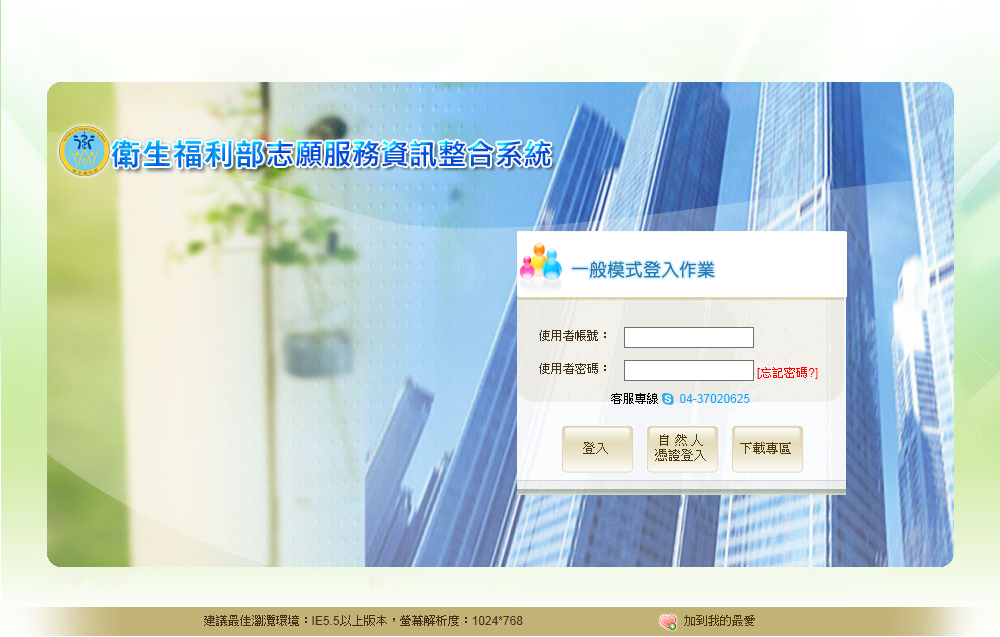 衛生福利部志願服務資訊整合系統
一般模式登入作業
使用者帳號：
使用者密碼：
[忘記密碼?]
客服專線 04-37020625
登入
自 然 人
憑證登入
下載專區
建議最佳瀏覽環境：IE5.5以上版本，螢幕解析度：1024*768
加到我的最愛